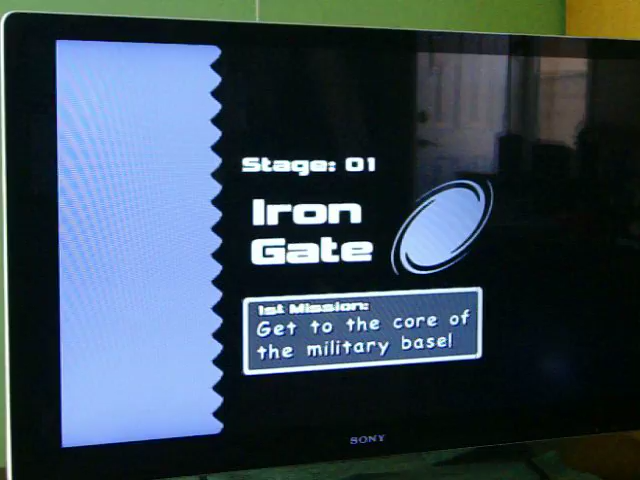 Stage: 01
Iron
Gate
1st Mission:
Get to the core of
the military base!
SONY